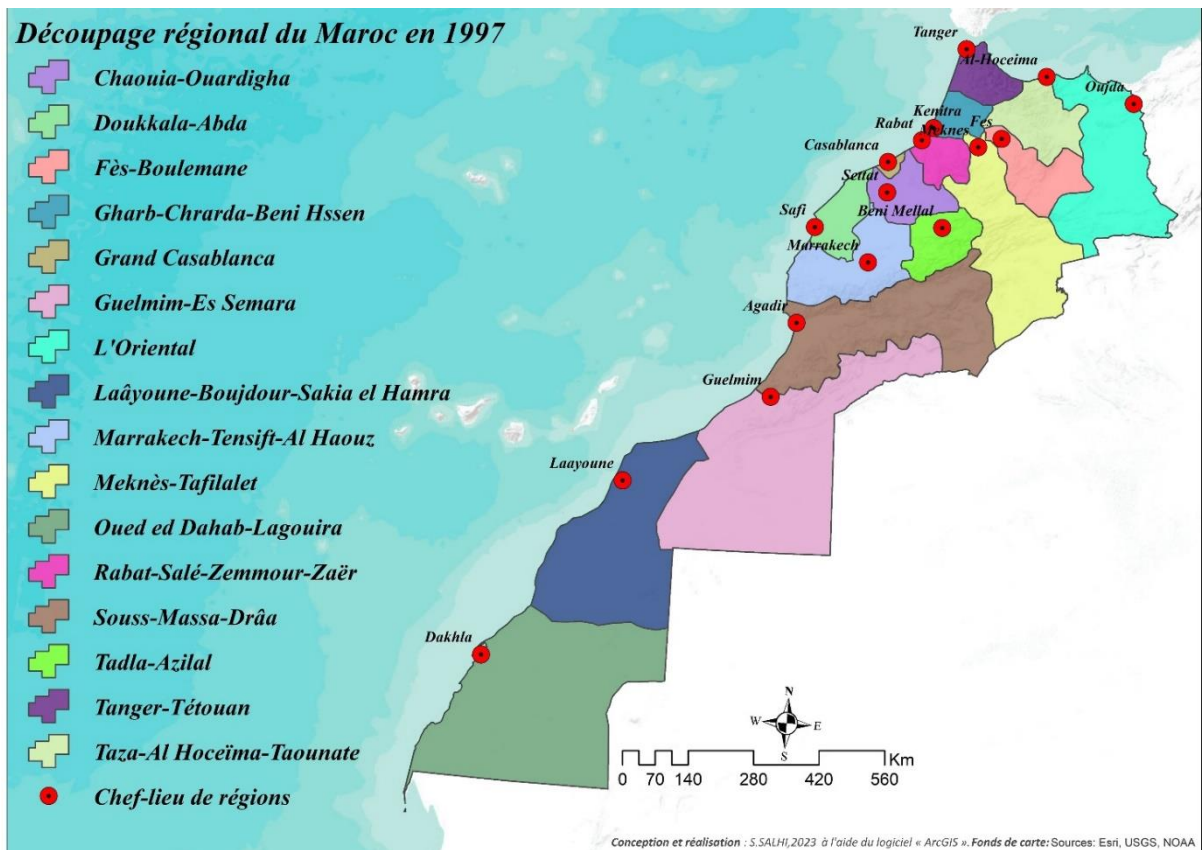 Découpage régional du Maroc en 1997
Chaouia-Ouardigha
Doukkala-Abda
Fès-Boulemane
Gharb-Chrarda-Beni Hssen
Grand Casablanca
Guelmim-Es Semara
L'Oriental
Laâyoune-Boujdour-Sakia el Hamra
Marrakech-Tensift-Al Haouz
Meknès-Tafilalet
Oued ed Dahab-Lagouira
Rabat-Salé-Zemmour-Zaër
Souss-Massa-Drâa
Tadla-Azilal
Tanger-Tétouan
Taza-Al Hoceïma-Taounate
Chef-lieu de régions
Tanger
Al-Hoceima
Oujda
Kenitra
Rabat
Meknes
Fes
Casablanca
Settat
Safi
Beni Mellal
Marrakech
Agadir
Guelmim
Laayoune
Dakhla
N
W
E
S
Km
0 70 140 280 420 560
Conception et réalisation : S.SALHI,2023 à l'aide du logiciel « ArcGIS ». Fonds de carte: Sources: Esri, USGS, NOAA